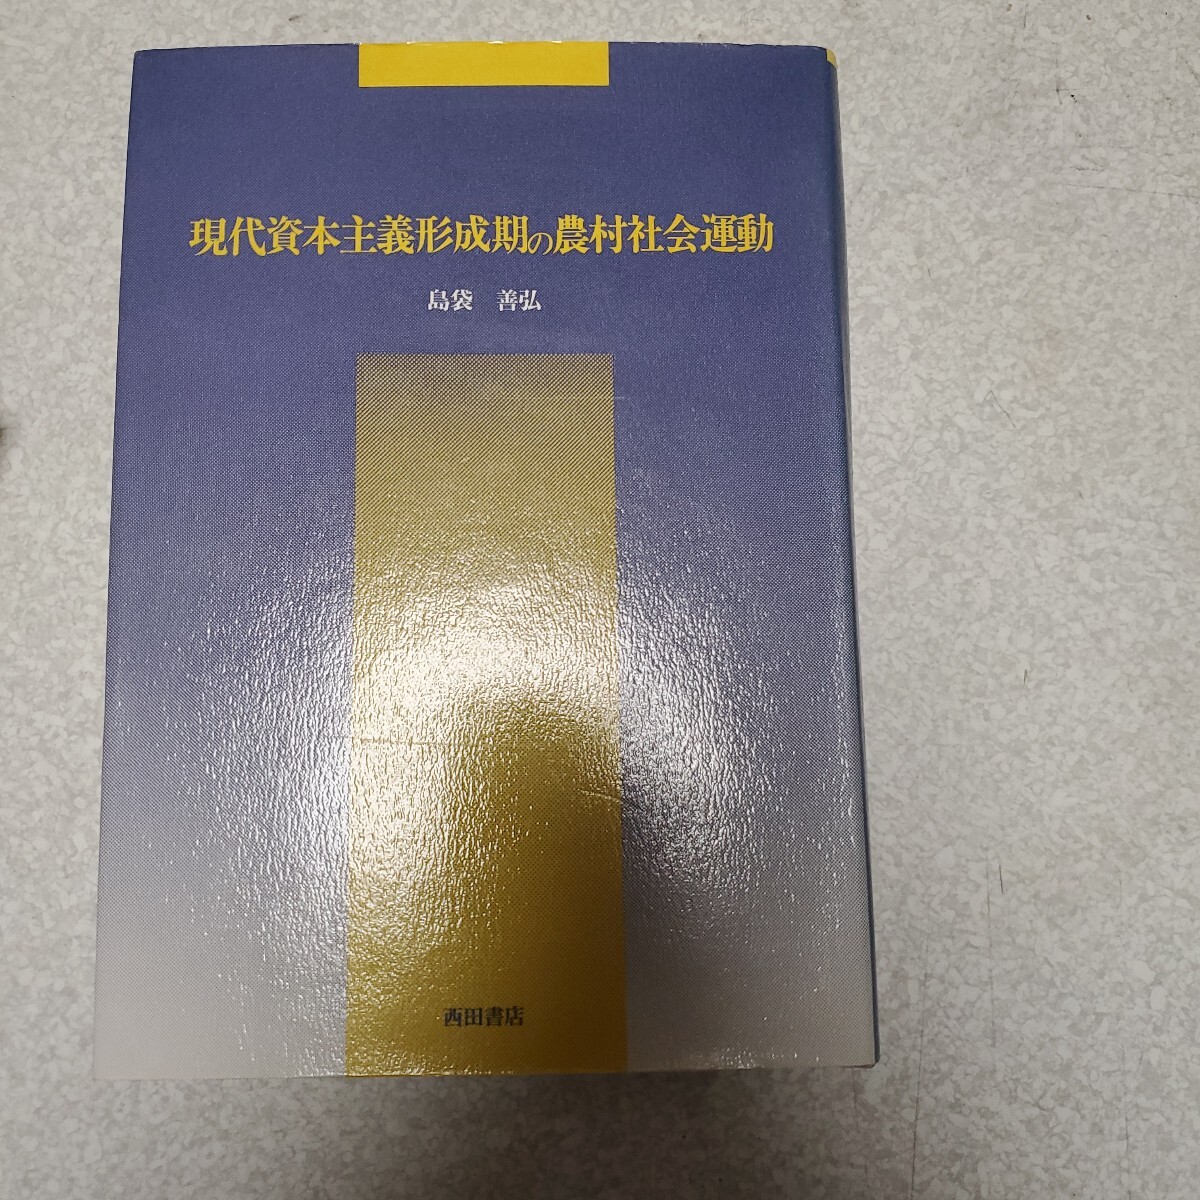 現代資本主義形成期の農村社会運動
島袋　善弘
西田書店